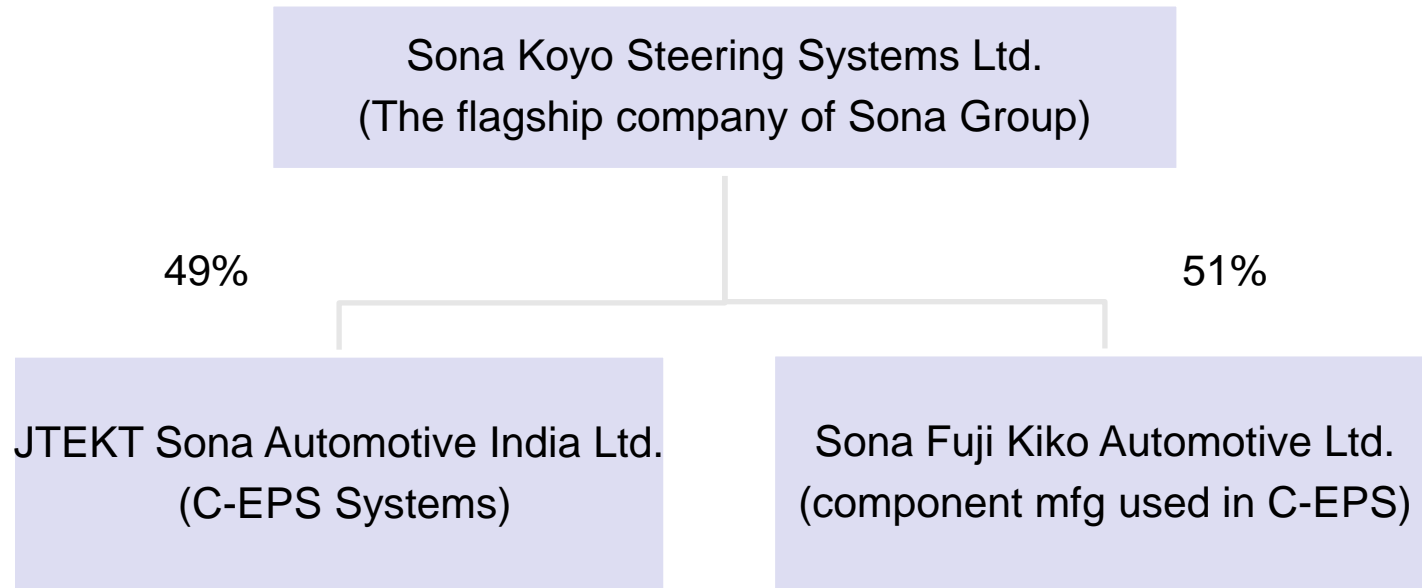 Sona Koyo Steering Systems Ltd.
(The flagship company of Sona Group)
49%
51%
JTEKT Sona Automotive India Ltd.
(C-EPS Systems)
Sona Fuji Kiko Automotive Ltd.
(component mfg used in C-EPS)